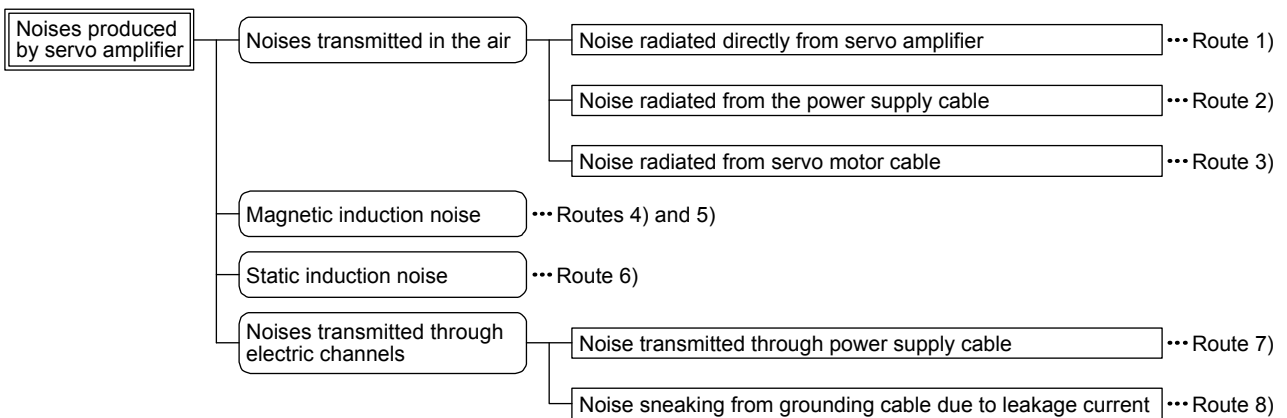 Noises produced
by servo amplifier
Noises transmitted in the air
Noise radiated directly from servo amplifier
••• Route 1)
Noise radiated from the power supply cable
••• Route 2)
Noise radiated from servo motor cable
••• Route 3)
Magnetic induction noise
••• Routes 4) and 5)
Static induction noise
••• Route 6)
Noises transmitted through
electric channels
Noise transmitted through power supply cable
••• Route 7)
Noise sneaking from grounding cable due to leakage current
••• Route 8)